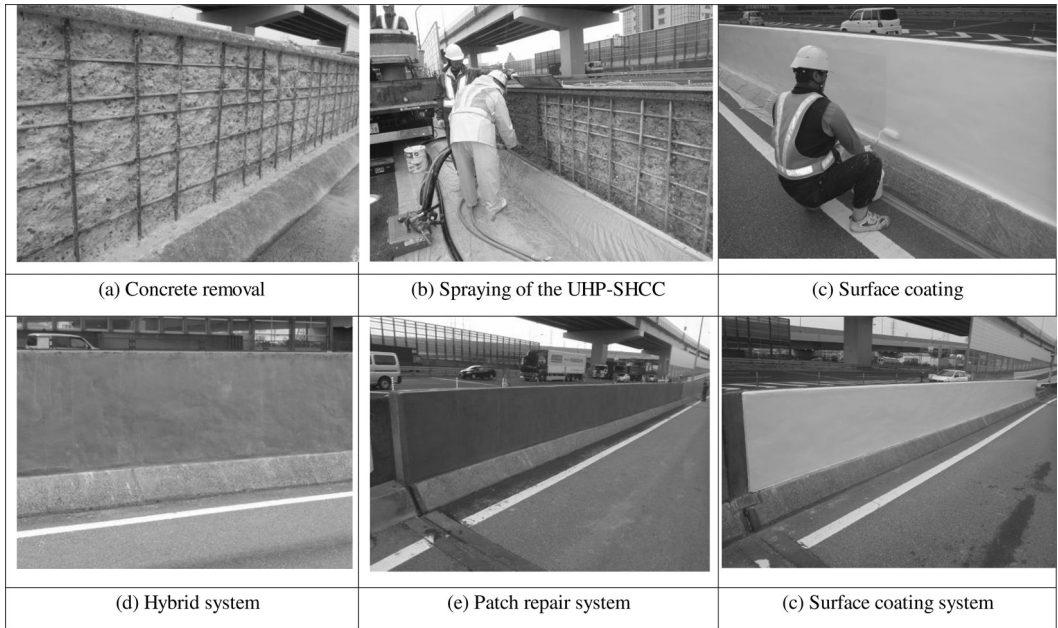 (a) Concrete removal
(b) Spraying of the UHP-SHCC
(c) Surface coating
(d) Hybrid system
(e) Patch repair system
(c) Surface coating system